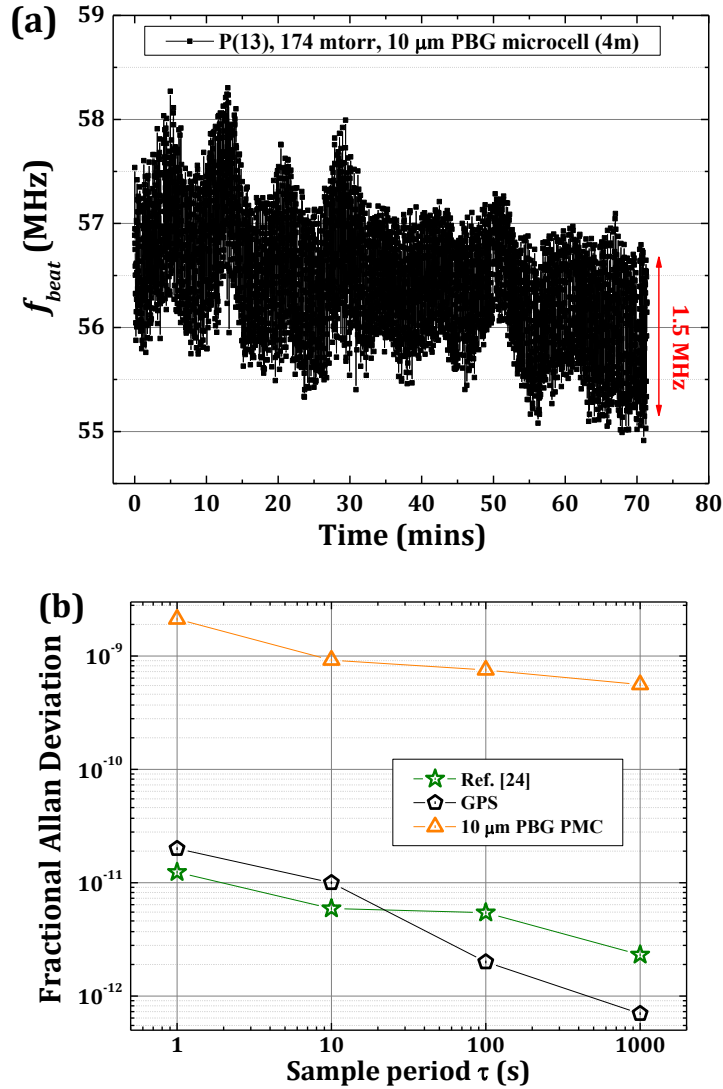 (a)
P(13), 174 mtorr, 10 μm PBG microcell (4m)
f_beat (MHz)
59
58
57
56
55
1.5 MHz
0 10 20 30 40 50 60 70 80
Time (mins)
(b)
Fractional Allan Deviation
10^-9
10^-10
10^-11
10^-12
Ref. [24]
GPS
10 μm PBG PMC
1 10 100 1000
Sample period τ (s)